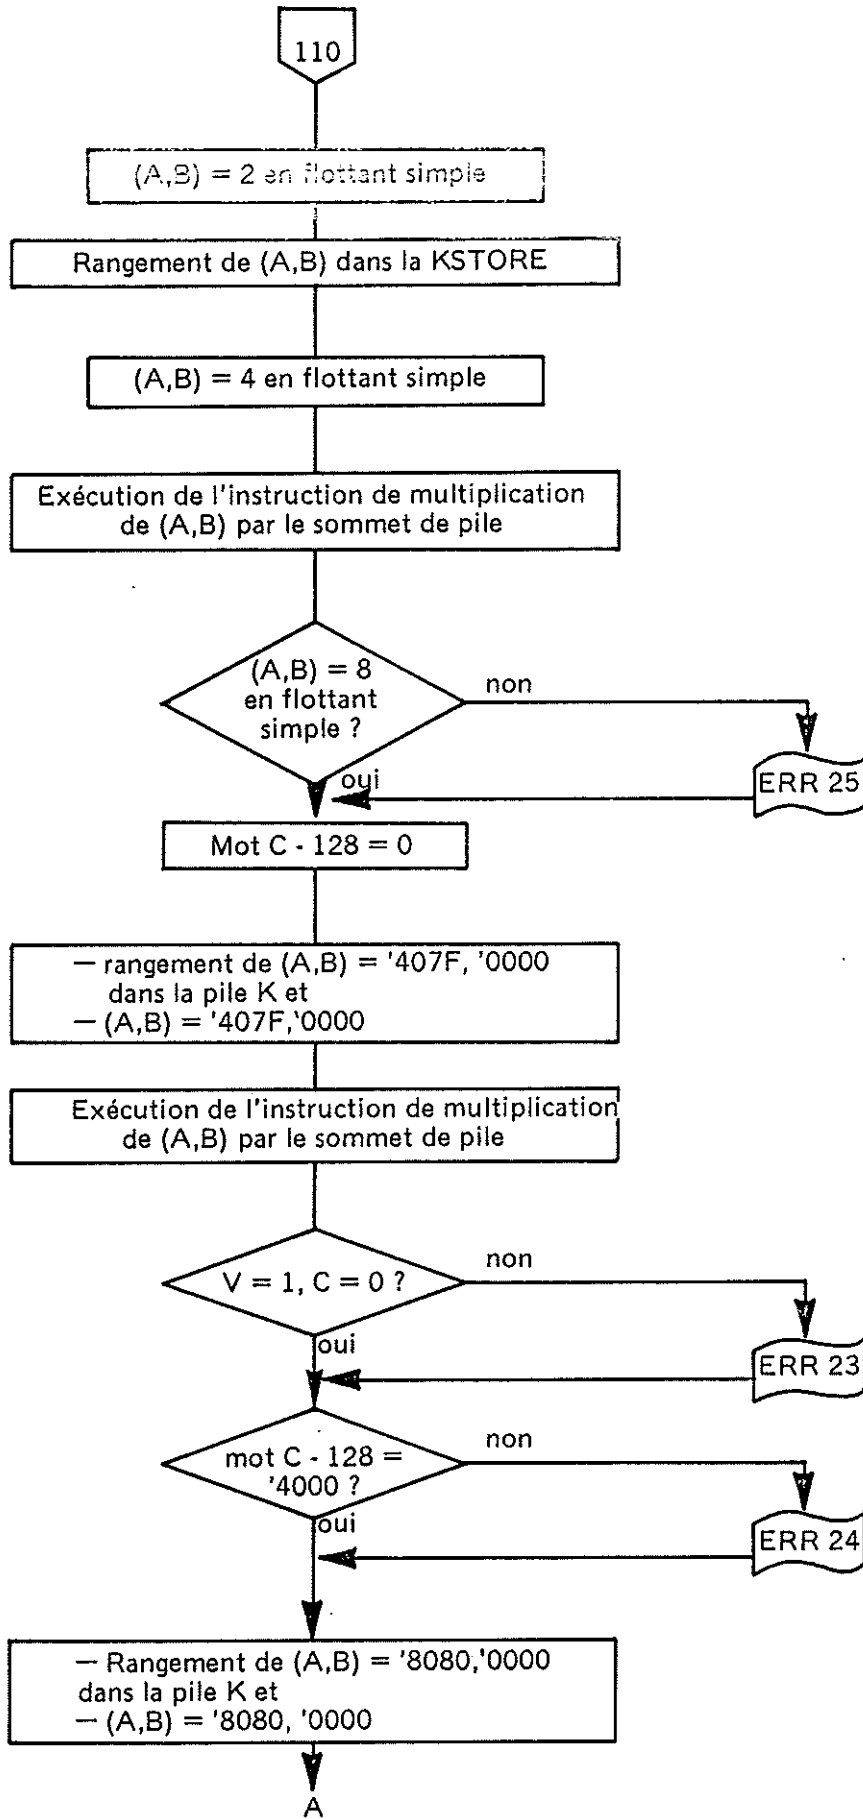 110
(A,B) = 2 en flottant simple
Rangement de (A,B) dans la KSTORE
(A,B) = 4 en flottant simple
Exécution de l'instruction de multiplication
de (A,B) par le sommet de pile
(A,B) = 8
en flottant
simple ?
non
oui
ERR 25
Mot C - 128 = 0
— rangement de (A,B) = '407F, '0000
dans la pile K et
— (A,B) = '407F,'0000
Exécution de l'instruction de multiplication
de (A,B) par le sommet de pile
V = 1, C = 0 ?
non
oui
ERR 23
mot C - 128 =
'4000 ?
non
oui
ERR 24
— Rangement de (A,B) = '8080,'0000
dans la pile K et
— (A,B) = '8080, '0000
A